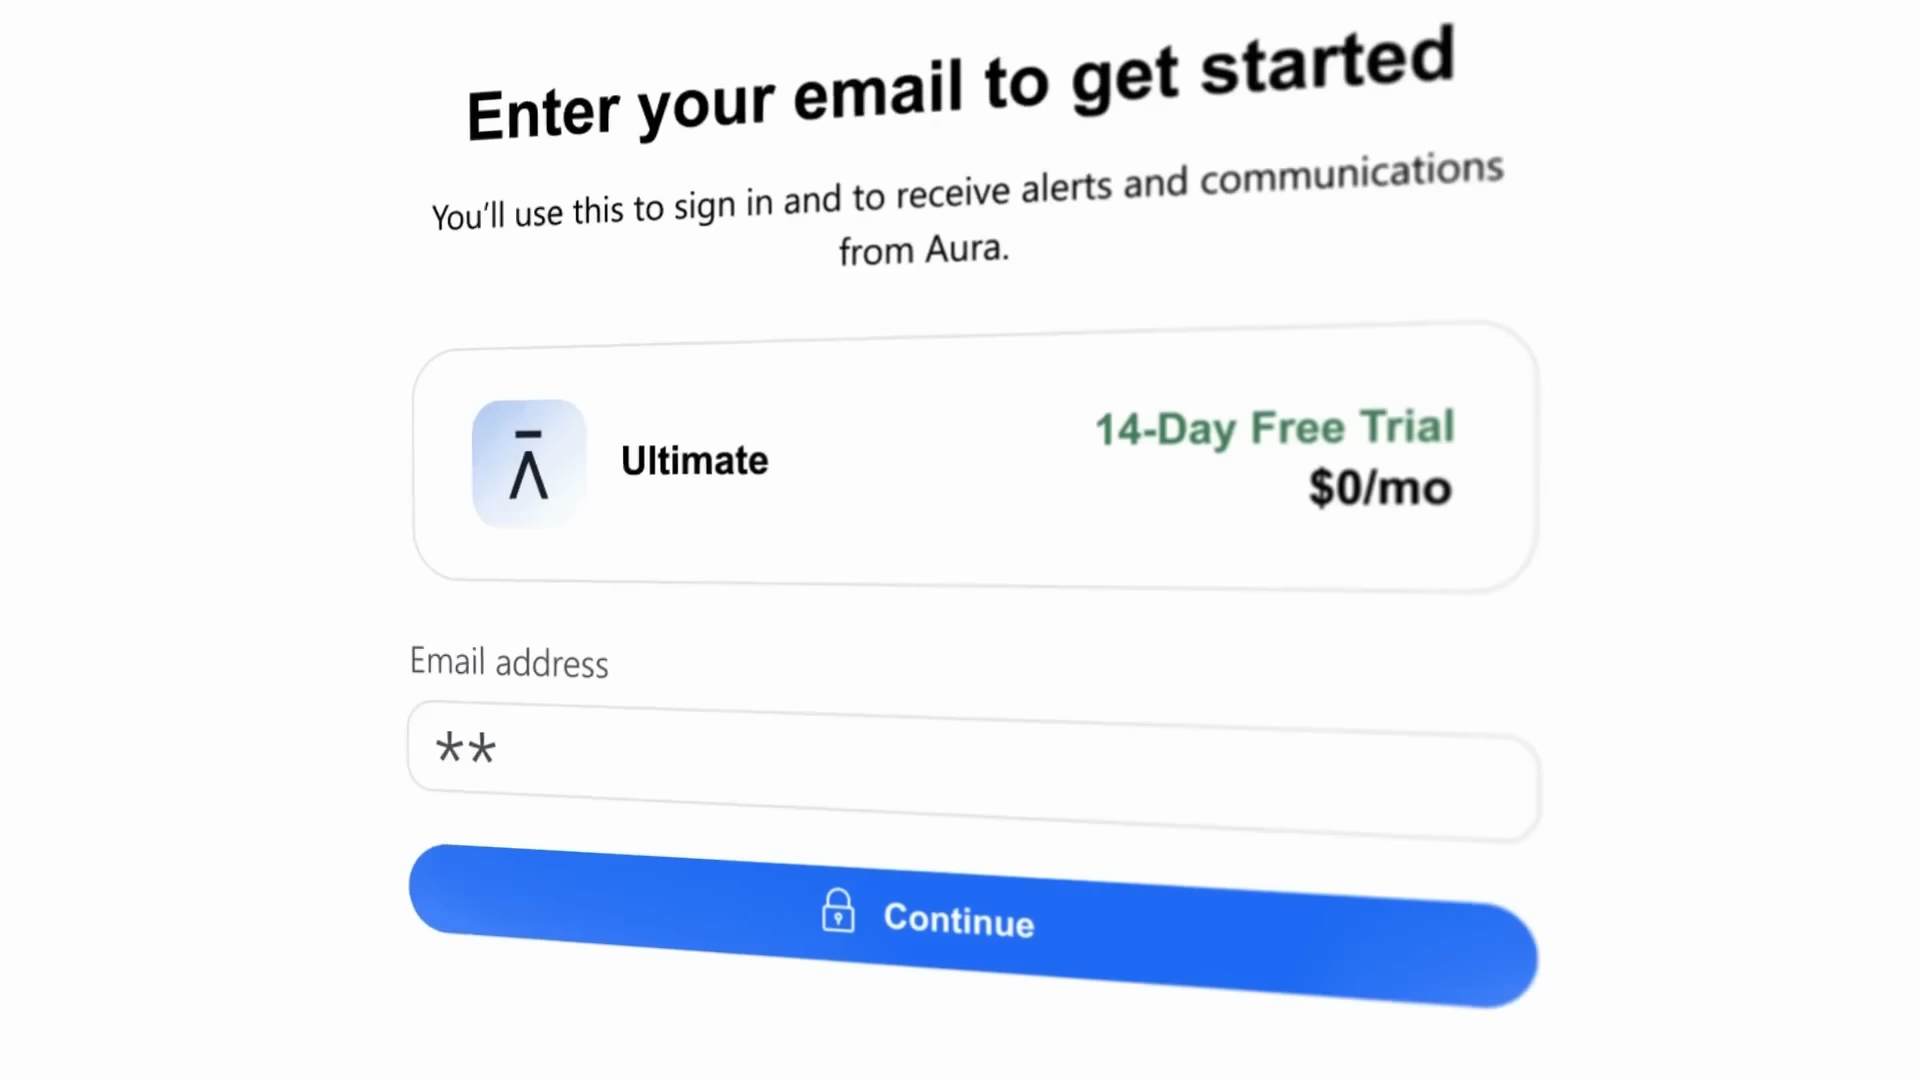 Enter your email to get started
You’ll use this to sign in and to receive alerts and communications
from Aura.
Ultimate
14-Day Free Trial
$0/mo
Email address
**
Continue